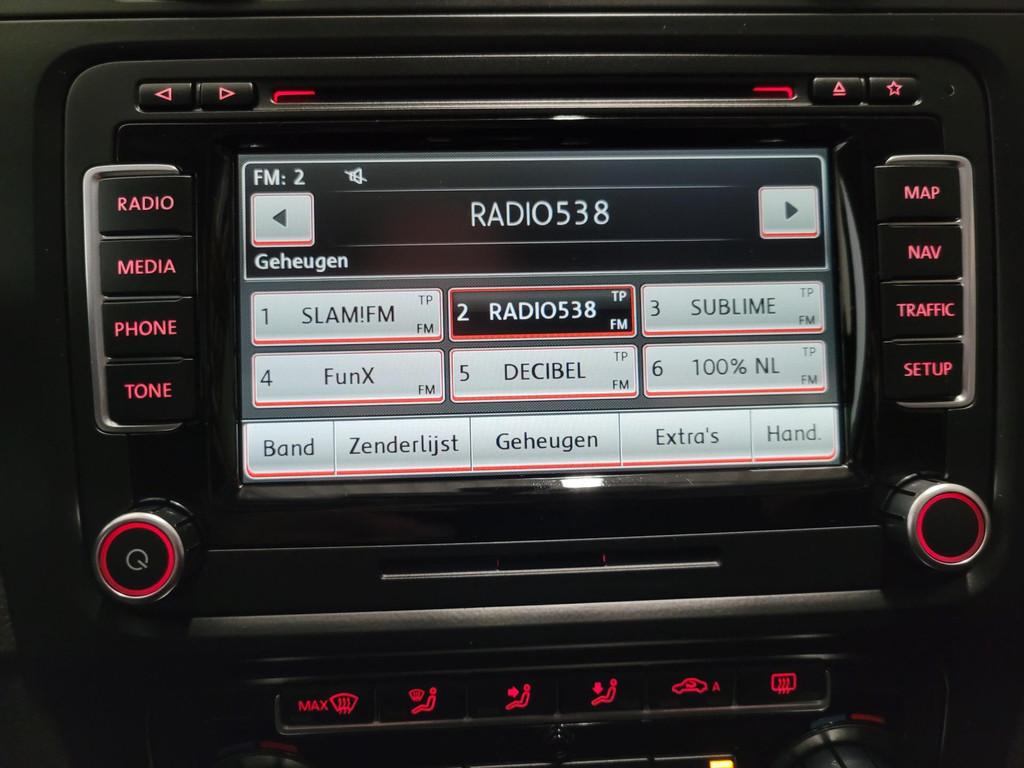 RADIO
MEDIA
PHONE
TONE
FM: 2
RADIO538
Geheugen
1 SLAM!FM TP FM
2 RADIO538 TP FM
3 SUBLIME TP FM
4 FunX FM
5 DECIBEL TP FM
6 100% NL TP FM
Band Zenderlijst Geheugen Extra's Hand.
MAP
NAV
TRAFFIC
SETUP
MAX A